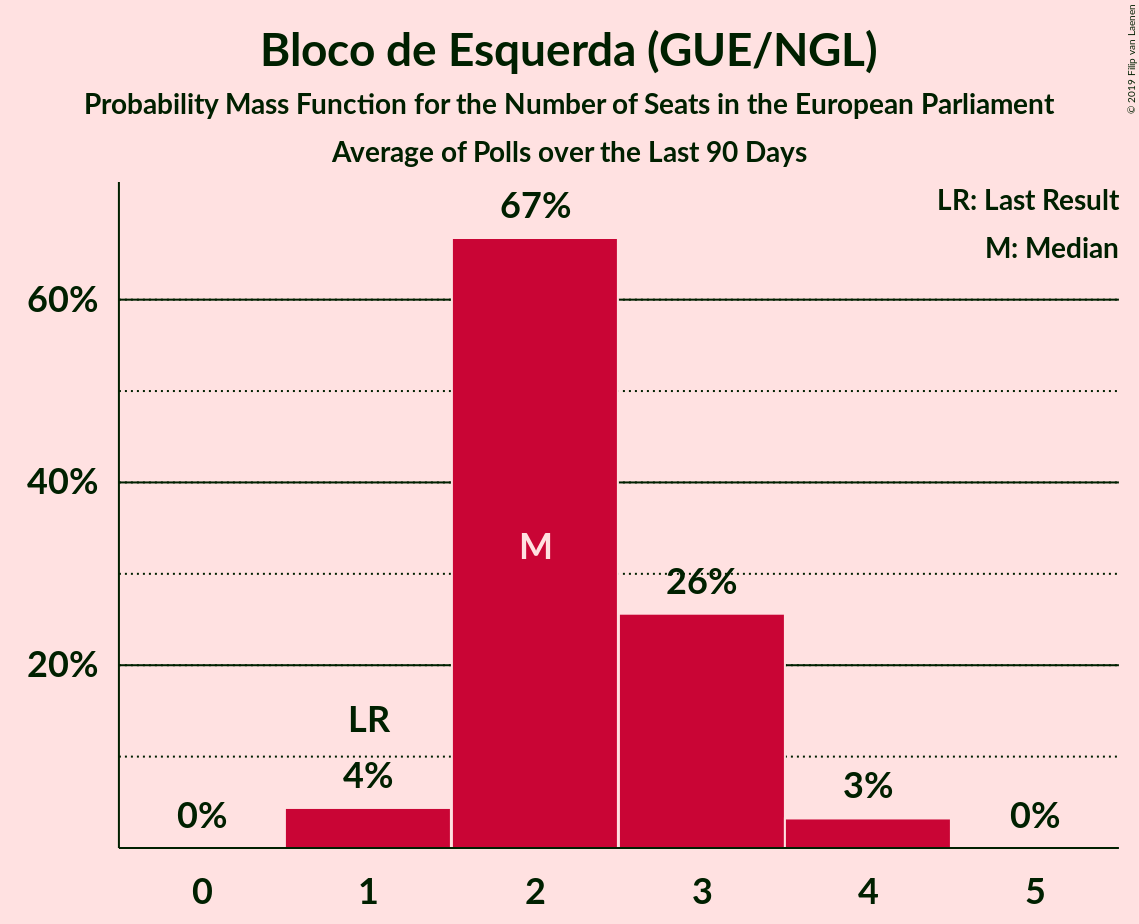 Bloco de Esquerda (GUE/NGL)
Probability Mass Function for the Number of Seats in the European Parliament
Average of Polls over the Last 90 Days
© 2019 Filip van Laenen
LR: Last Result
M: Median
67%
60%
40%
M
26%
20%
LR
4%
3%
0%
0%
0 1 2 3 4 5